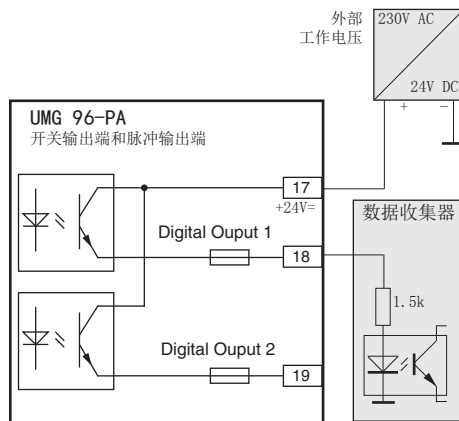 外部
工作电压
230V AC
24V DC
+ −
UMG 96-PA
开关输出端和脉冲输出端
17
+24V=
数据收集器
Digital Ouput 1
18
1.5k
Digital Ouput 2
19